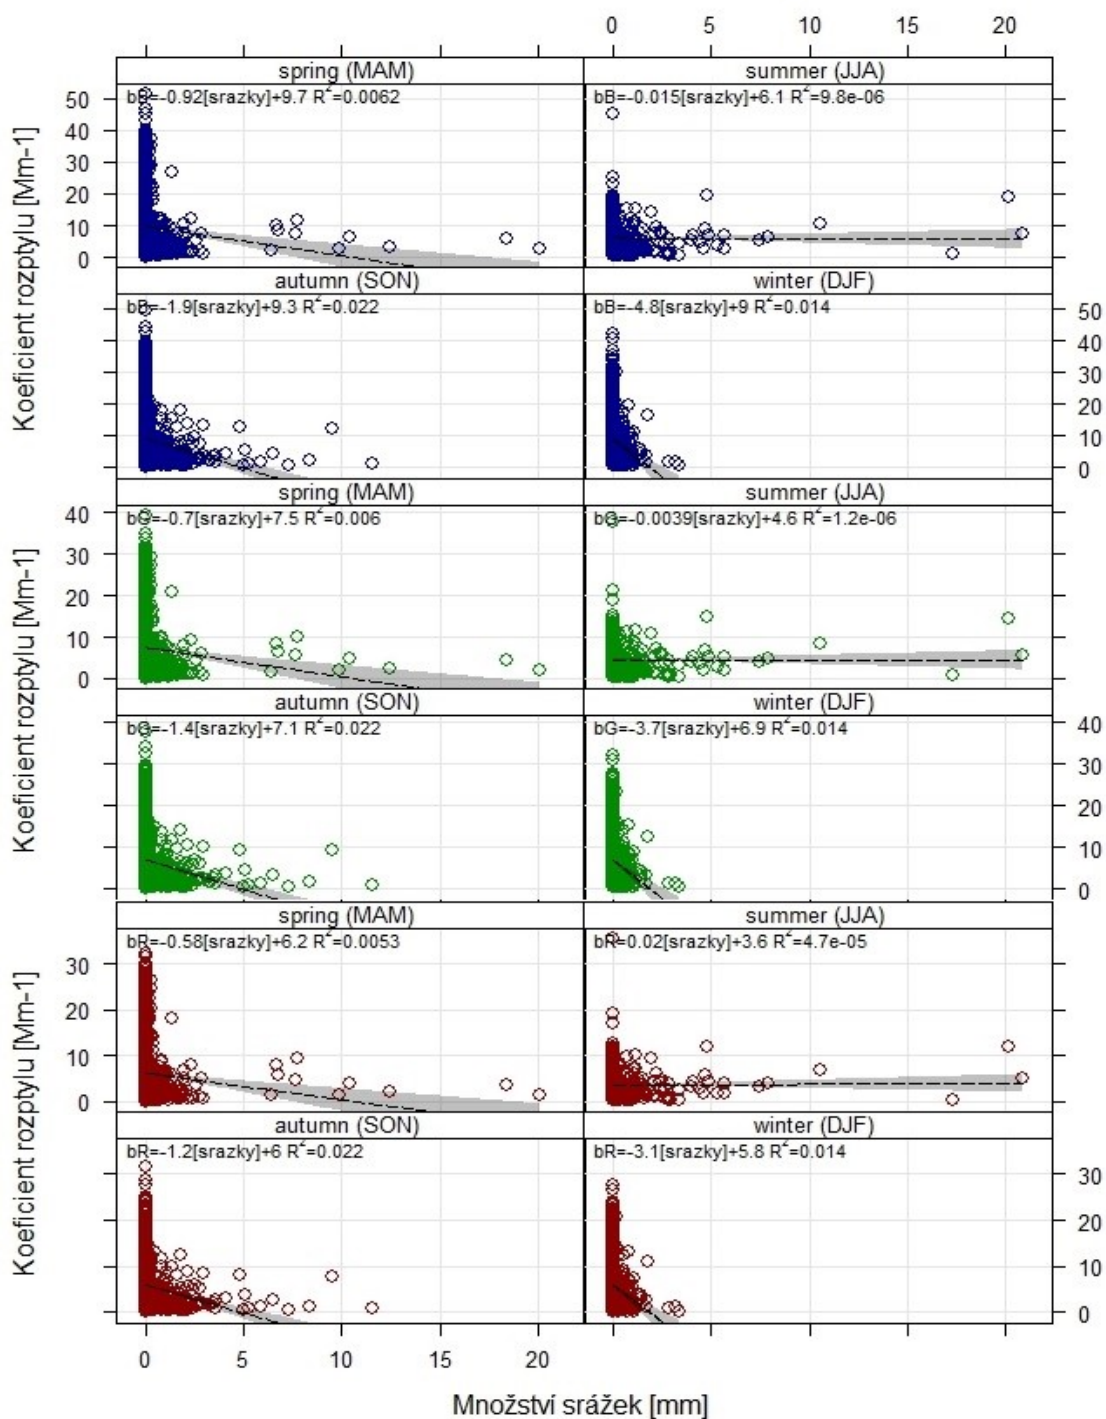 0 5 10 15 20
spring (MAM) summer (JJA)
bB=-0.92[srazky]+9.7 R²=0.0062 bB=-0.015[srazky]+6.1 R²=9.8e-06
50
40
30
20
10
0
autumn (SON) winter (DJF)
bB=-1.9[srazky]+9.3 R²=0.022 bB=-4.8[srazky]+9 R²=0.014
50
40
30
20
10
0
Koeficient rozptylu [Mm-1]
spring (MAM) summer (JJA)
bG=-0.7[srazky]+7.5 R²=0.006 bG=-0.0039[srazky]+4.6 R²=1.2e-06
40
30
20
10
0
autumn (SON) winter (DJF)
bG=-1.4[srazky]+7.1 R²=0.022 bG=-3.7[srazky]+6.9 R²=0.014
40
30
20
10
0
Koeficient rozptylu [Mm-1]
spring (MAM) summer (JJA)
bR=-0.58[srazky]+6.2 R²=0.0053 bR=0.02[srazky]+3.6 R²=4.7e-05
30
20
10
0
autumn (SON) winter (DJF)
bR=-1.2[srazky]+6 R²=0.022 bR=-3.1[srazky]+5.8 R²=0.014
30
20
10
0
Koeficient rozptylu [Mm-1]
0 5 10 15 20
Množství srážek [mm]